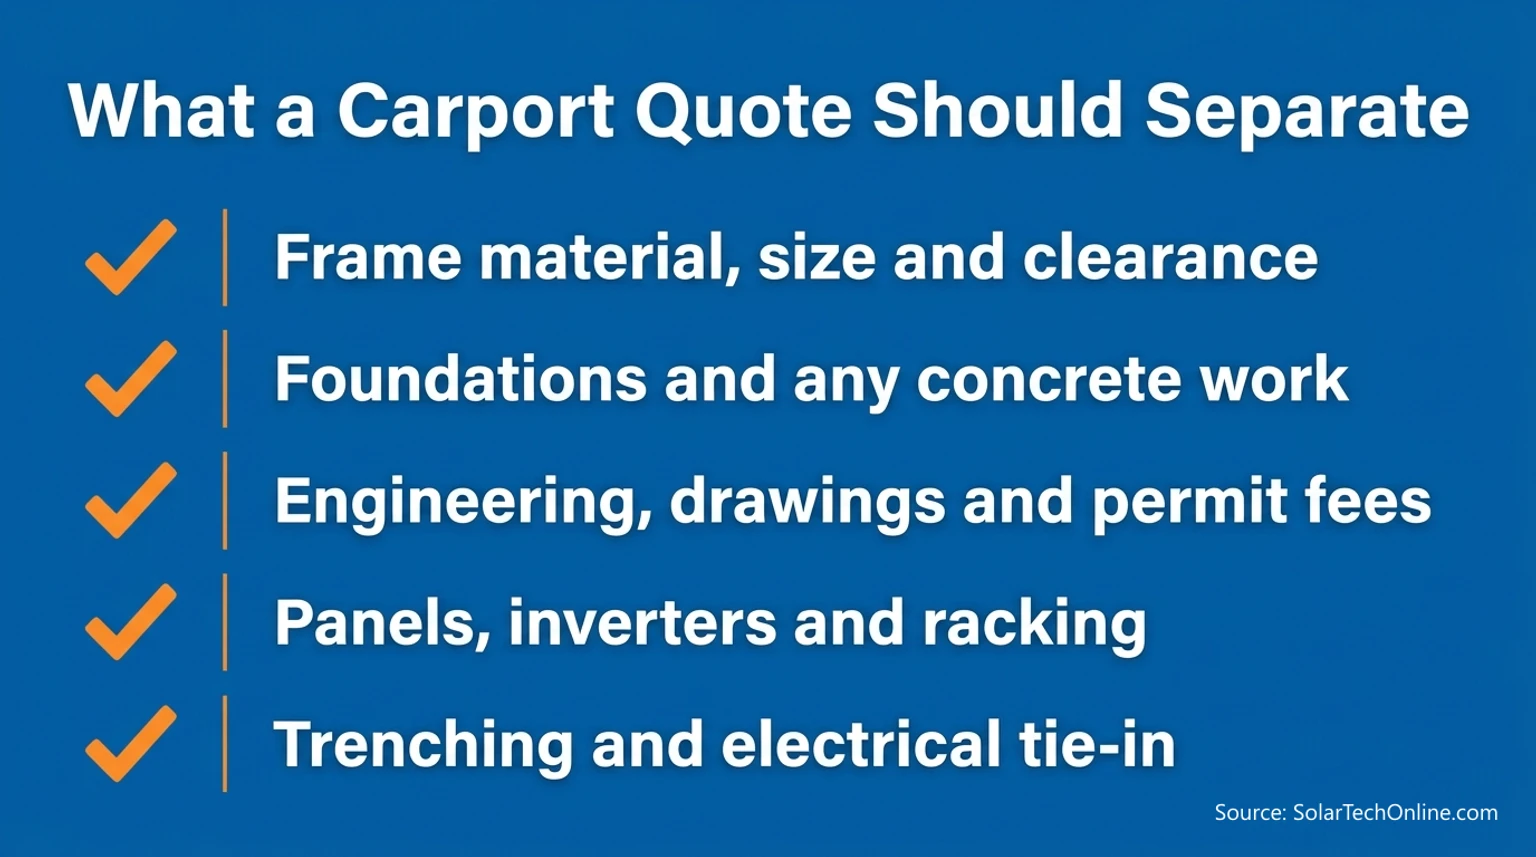 What a Carport Quote Should Separate
Frame material, size and clearance
Foundations and any concrete work
Engineering, drawings and permit fees
Panels, inverters and racking
Trenching and electrical tie-in
Source: SolarTechOnline.com